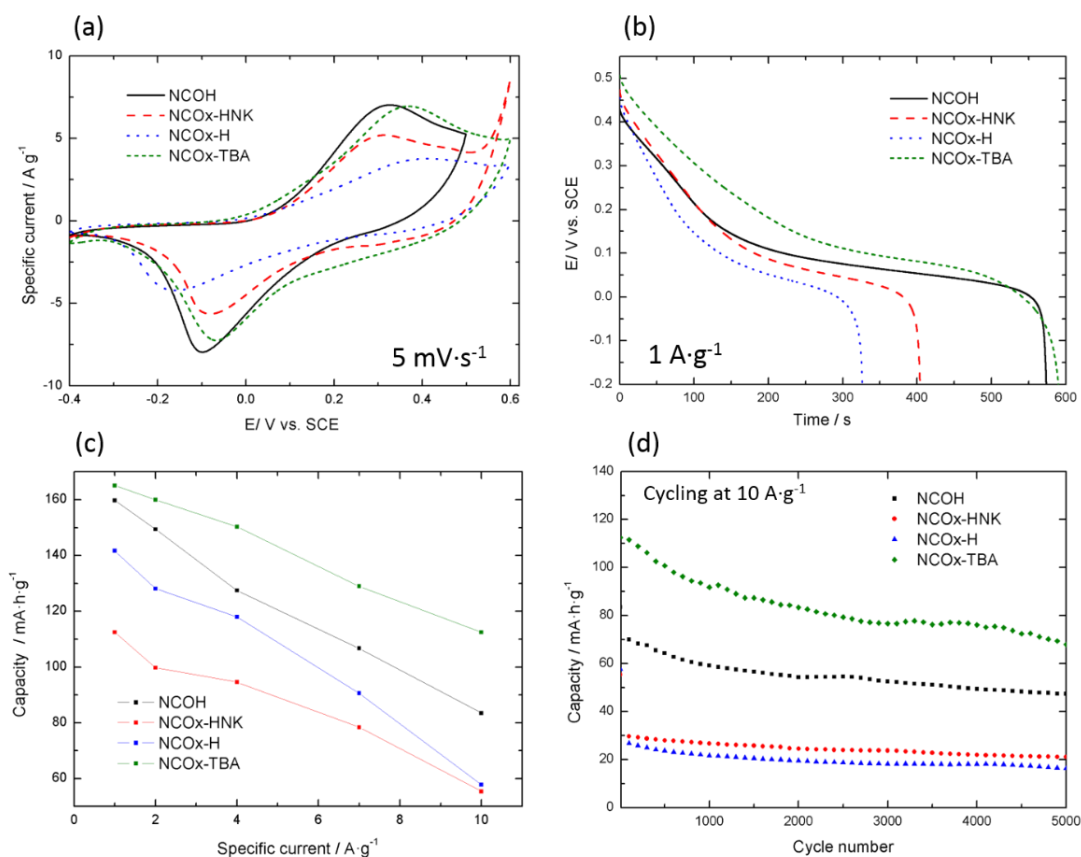 (a)
10
5
0
-5
-10
Specific current / A g-1
NCOH
NCOx-HNK
NCOx-H
NCOx-TBA
5 mV·s-1
-0.4 -0.2 0.0 0.2 0.4 0.6
E/ V vs. SCE
(b)
0.5
0.4
0.3
0.2
0.1
0.0
-0.1
-0.2
E/ V vs. SCE
NCOH
NCOx-HNK
NCOx-H
NCOx-TBA
1 A·g-1
0 100 200 300 400 500 600
Time / s
(c)
160
140
120
100
80
60
Capacity / mA·h·g-1
NCOH
NCOx-HNK
NCOx-H
NCOx-TBA
2 4 6 8 10
Specific current / A·g-1
(d)
140
120
100
80
60
40
20
0
Capacity / mA·h·g-1
Cycling at 10 A·g-1
NCOH
NCOx-HNK
NCOx-H
NCOx-TBA
1000 2000 3000 4000 5000
Cycle number